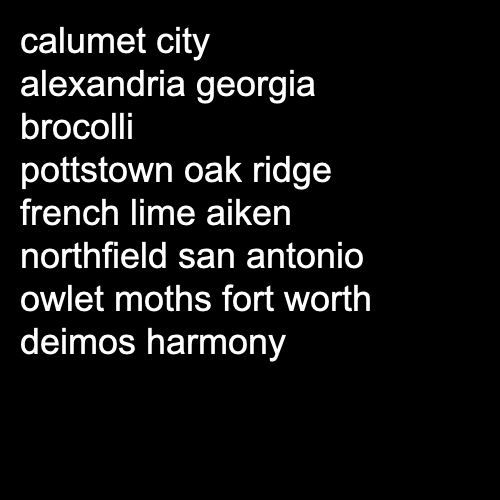 calumet city
alexandria georgia
brocolli
pottstown oak ridge
french lime aiken
northfield san antonio
owlet moths fort worth
deimos harmony